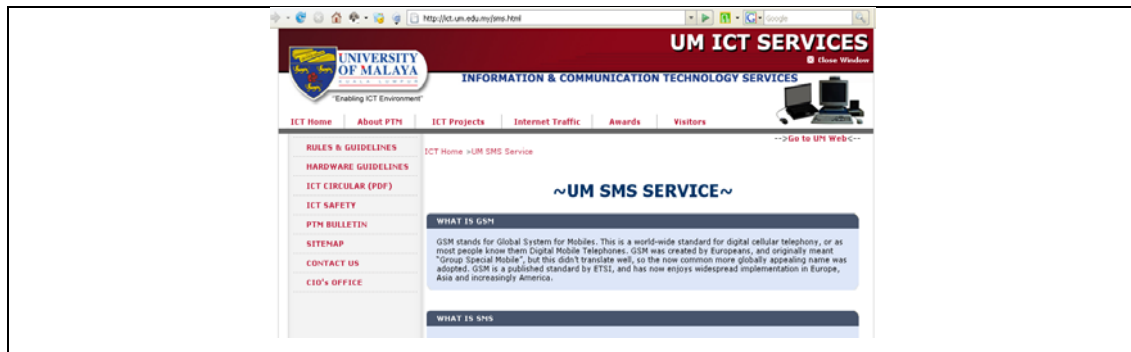 http://ict.um.edu.my/sms.html
Google
UM ICT SERVICES
Close Window
UNIVERSITY
OF MALAYA
KUALA LUMPUR
"Enabling ICT Environment"
INFORMATION & COMMUNICATION TECHNOLOGY SERVICES
ICT Home About PTM ICT Projects Internet Traffic Awards Visitors
-->Go to UM Web<--
RULES & GUIDELINES
HARDWARE GUIDELINES
ICT CIRCULAR (PDF)
ICT SAFETY
PTM BULLETIN
SITEMAP
CONTACT US
CIO's OFFICE
ICT Home »UM SMS Service
~UM SMS SERVICE~
WHAT IS GSM
GSM stands for Global System for Mobiles. This is a world-wide standard for digital cellular telephony, or as
most people know them Digital Mobile Telephones. GSM was created by Europeans, and originally meant
"Group Special Mobile", but this didn't translate well, so the now common more globally appealing name was
adopted. GSM is a published standard by ETSI, and has now enjoys widespread implementation in Europe,
Asia and increasingly America.
WHAT IS SMS